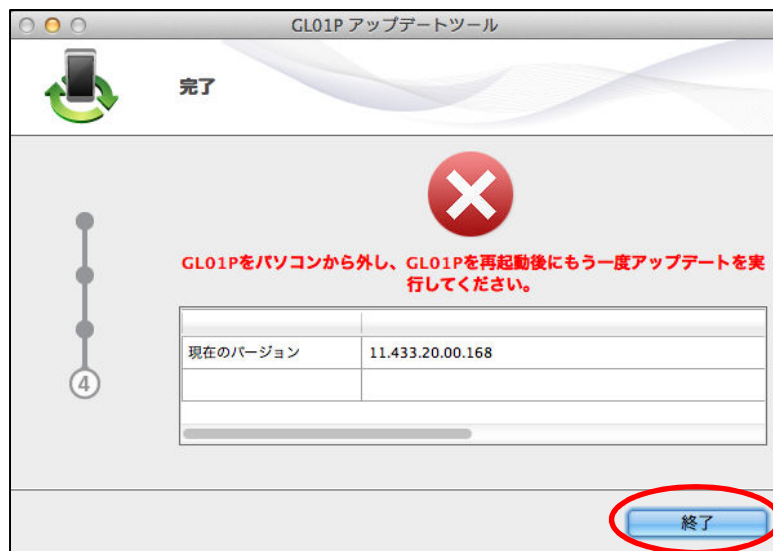 GL01P アップデートツール
完了
GL01Pをパソコンから外し、GL01Pを再起動後にもう一度アップデートを実
行してください。
現在のバージョン 11.433.20.00.168
4
終了